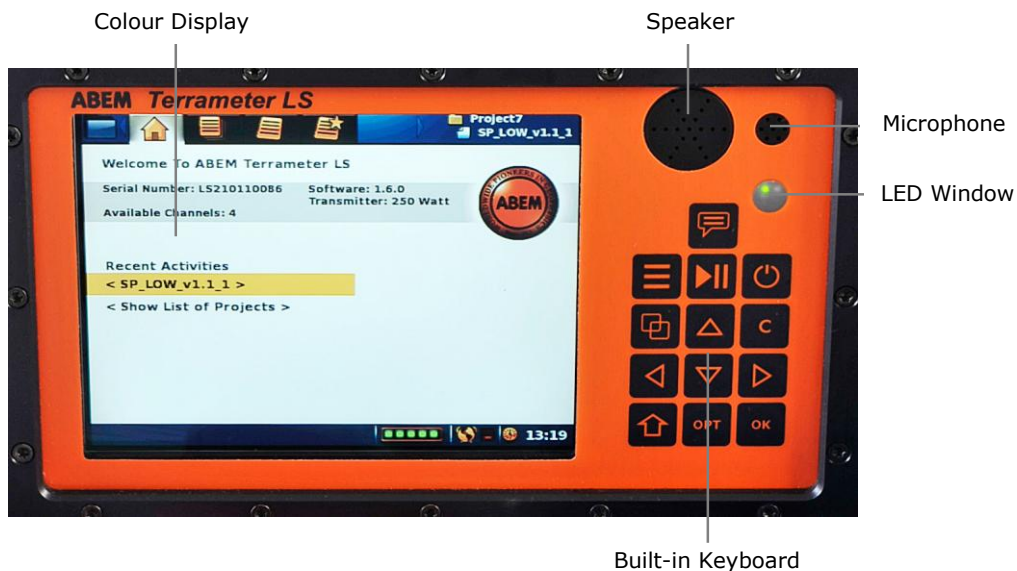 Colour Display
Speaker
Microphone
LED Window
ABEM Terrameter LS
Project7
SP_LOW_v1.1_1
Welcome To ABEM Terrameter LS
Serial Number: LS210110086
Software: 1.6.0
Transmitter: 250 Watt
Available Channels: 4
ABEM
Recent Activities
< SP_LOW_v1.1_1 >
< Show List of Projects >
13:19
C
OPT
OK
Built-in Keyboard